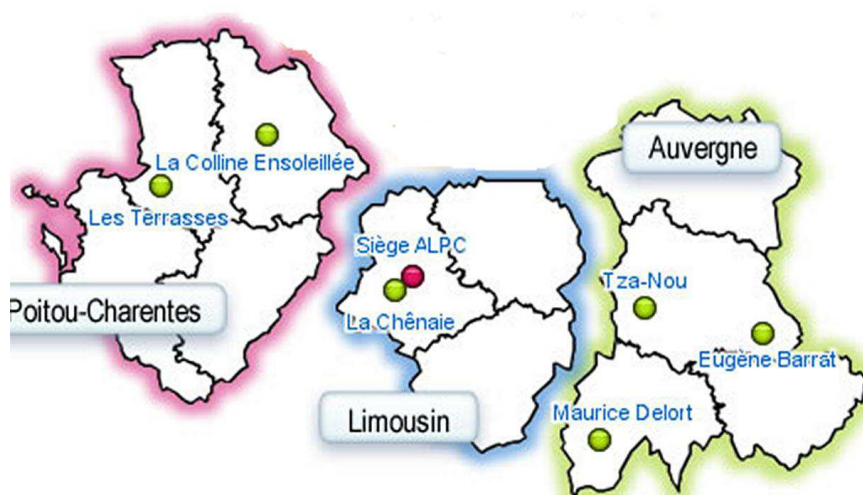 La Colline Ensoleillée
Les Terrasses
Poitou-Charentes
Siège ALPC
La Chênaie
Limousin
Auvergne
Tza-Nou
Eugène Barrat
Maurice Delort